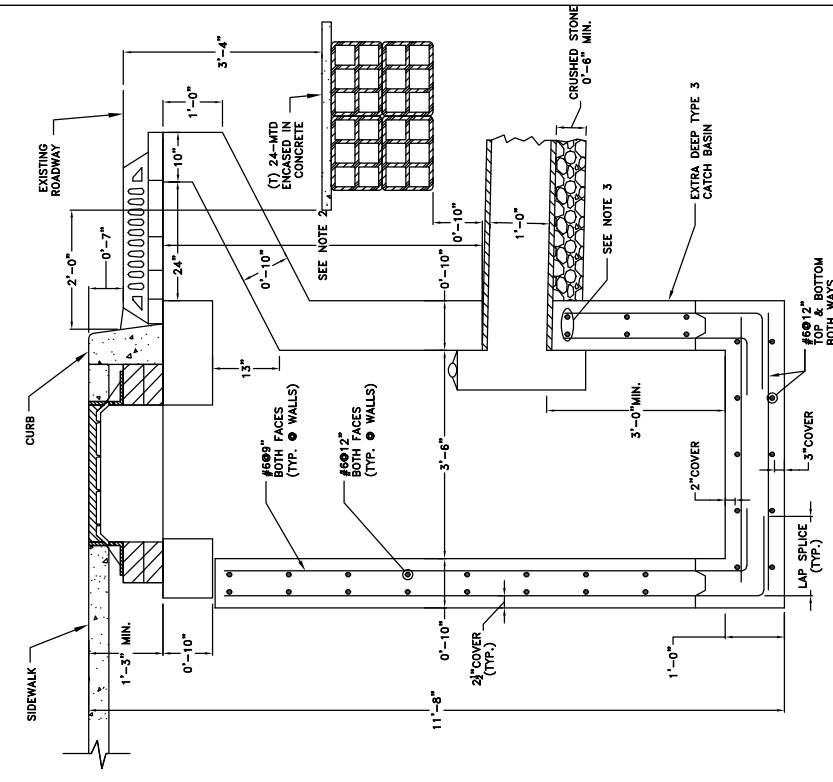 EXISTING
ROADWAY
3'-4"
1'-0"
10"
2'-0"
0'-7"
24"
(T) 24-MTD
ENCASED IN
CONCRETE
SEE NOTE 2
0'-10"
CRUSHED STONE
0'-6" MIN.
CURB
13"
0'-10"
0'-10"
1'-0"
SEE NOTE 3
EXTRA DEEP TYPE 3
CATCH BASIN
#6@9"
BOTH FACES
(TYP. @ WALLS)
#6@12"
BOTH FACES
(TYP. @ WALLS)
3'-6"
3'-0"MIN.
#6@12"
TOP & BOTTOM
BOTH WAYS
2"COVER
3"COVER
SIDEWALK
1'-3" MIN.
0'-10"
0'-10"
2½"COVER
(TYP.)
LAP SPLICE
(TYP.)
1'-0"
11'-8"